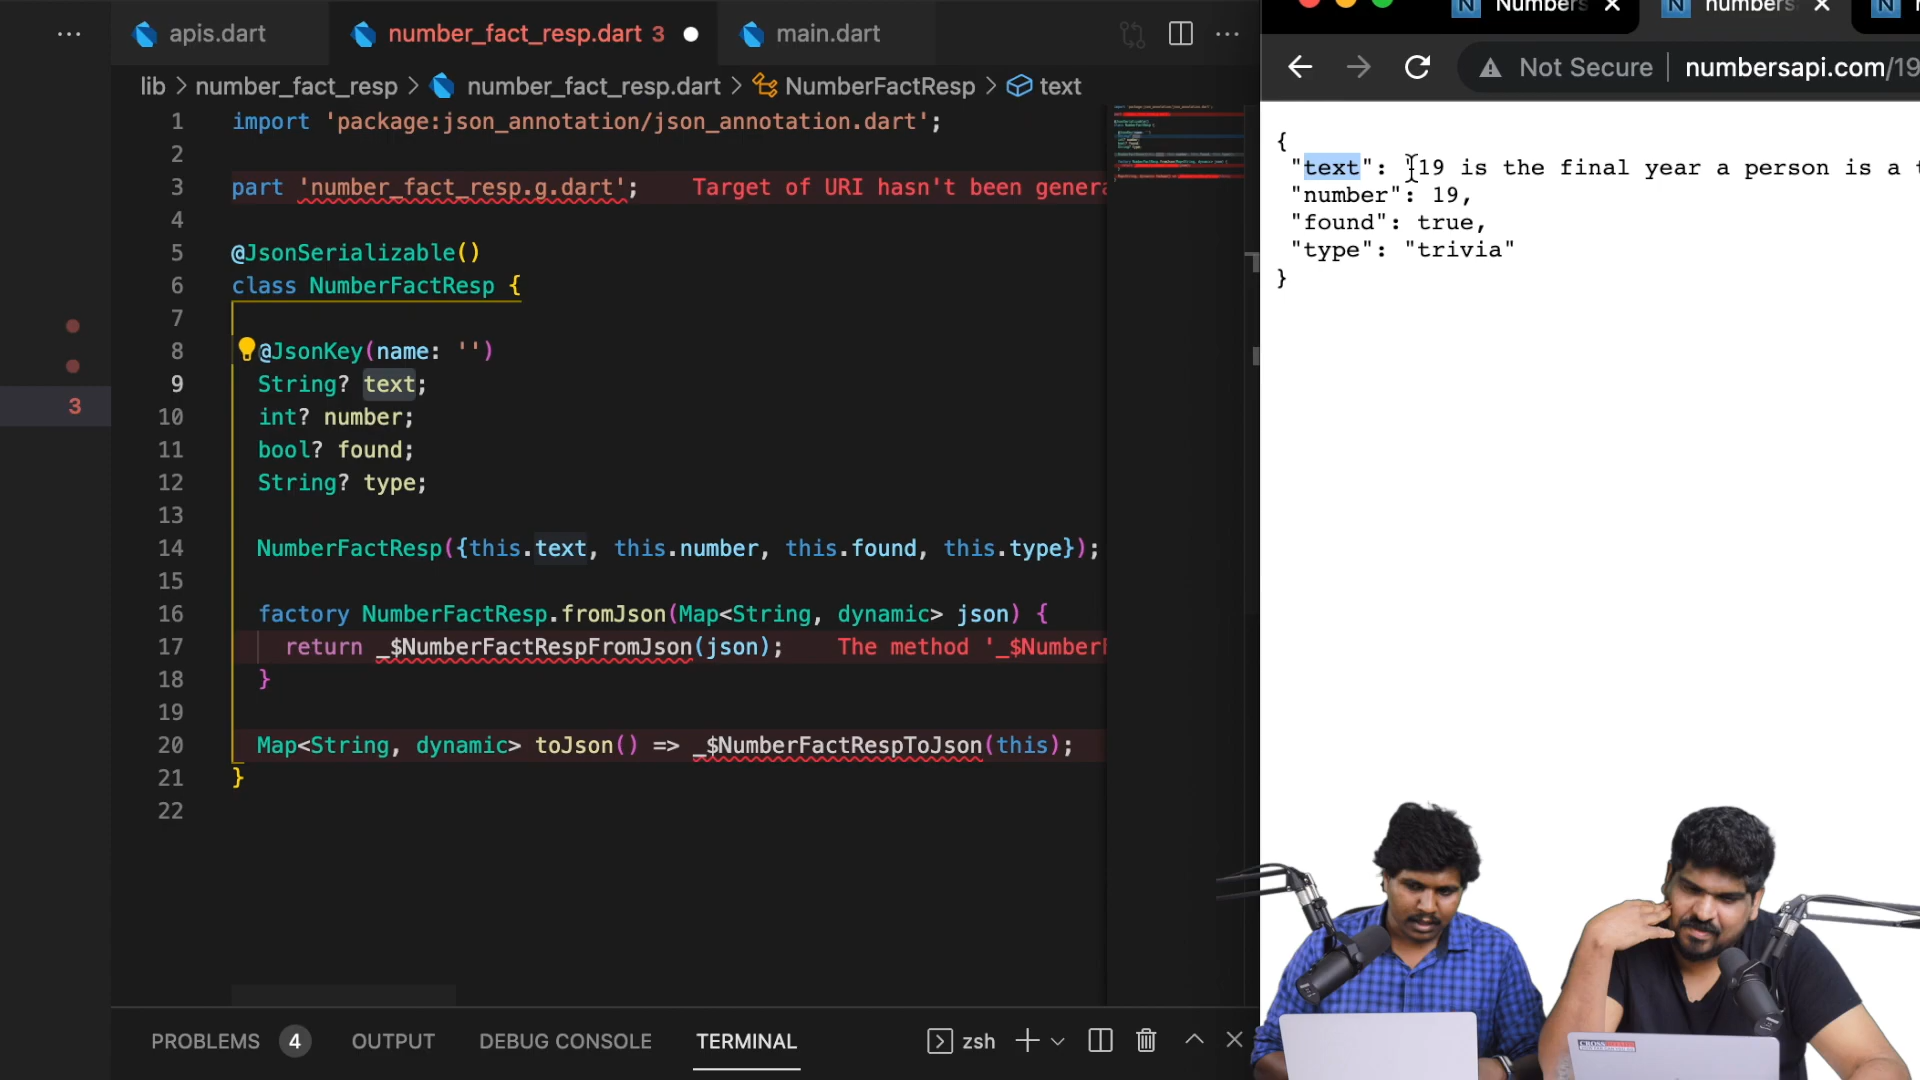 apis.dart
number_fact_resp.dart 3
main.dart
lib > number_fact_resp > number_fact_resp.dart > NumberFactResp > text
1 import 'package:json_annotation/json_annotation.dart';
2
3 part 'number_fact_resp.g.dart'; Target of URI hasn't been genera
4
5 @JsonSerializable()
6 class NumberFactResp {
7
8 @JsonKey(name: '')
9 String? text;
10 int? number;
11 bool? found;
12 String? type;
13
14 NumberFactResp({this.text, this.number, this.found, this.type});
15
16 factory NumberFactResp.fromJson(Map<String, dynamic> json) {
17 return _$NumberFactRespFromJson(json); The method '_$Number
18 }
19
20 Map<String, dynamic> toJson() => _$NumberFactRespToJson(this);
21 }
22
3
PROBLEMS 4
OUTPUT
DEBUG CONSOLE
TERMINAL
zsh
N Numbers
N numbers
N
Not Secure | numbersapi.com/19
{
"text": "19 is the final year a person is a
"number": 19,
"found": true,
"type": "trivia"
}